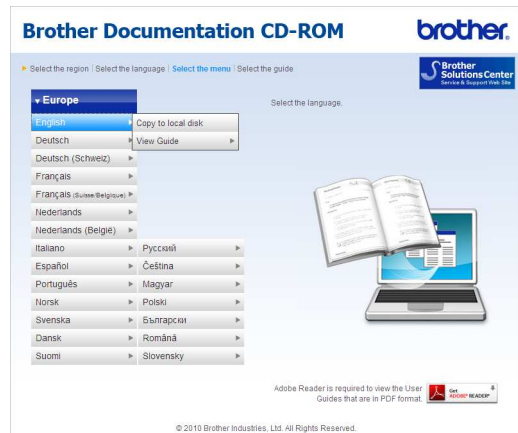 Brother Documentation CD-ROM
brother
Select the region | Select the language | Select the menu | Select the guide
Brother
Solutions Center
Service & Support Web Site
Europe
Select the language.
English
Copy to local disk
Deutsch
View Guide
Deutsch (Schweiz)
Français
Français (Suisse/Belgique)
Nederlands
Nederlands (België)
Italiano
Русский
Español
Čeština
Português
Magyar
Norsk
Polski
Svenska
Български
Dansk
Română
Suomi
Slovensky
Adobe Reader is required to view the User
Guides that are in PDF format.
Get
ADOBE® READER®
© 2010 Brother Industries, Ltd. All Rights Reserved.